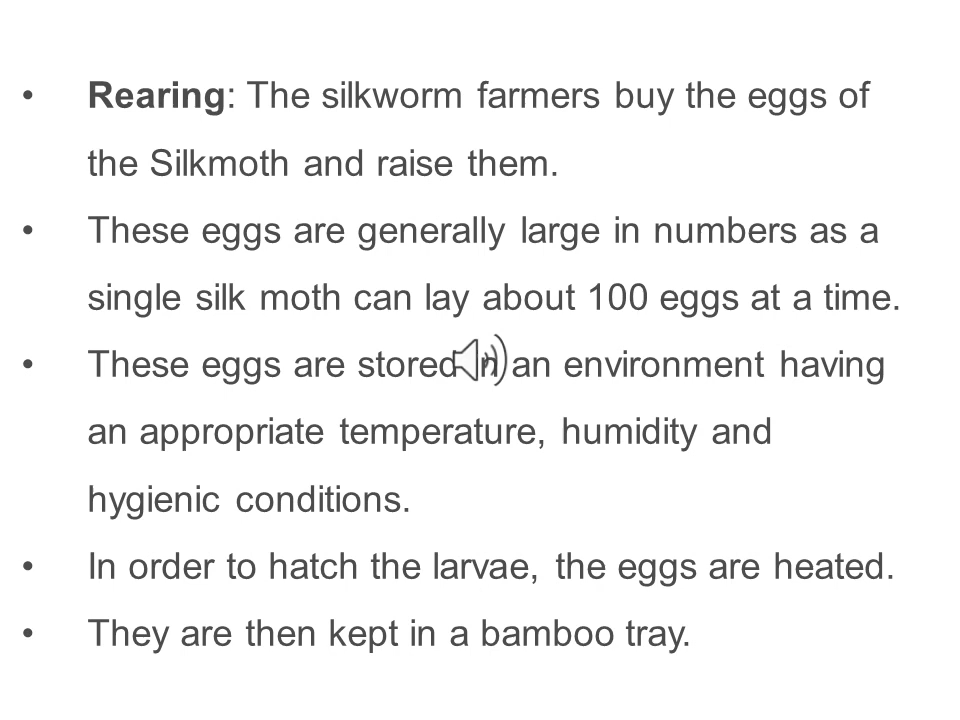 • Rearing: The silkworm farmers buy the eggs of
the Silkmoth and raise them.
• These eggs are generally large in numbers as a
single silk moth can lay about 100 eggs at a time.
• These eggs are stored in an environment having
an appropriate temperature, humidity and
hygienic conditions.
• In order to hatch the larvae, the eggs are heated.
• They are then kept in a bamboo tray.